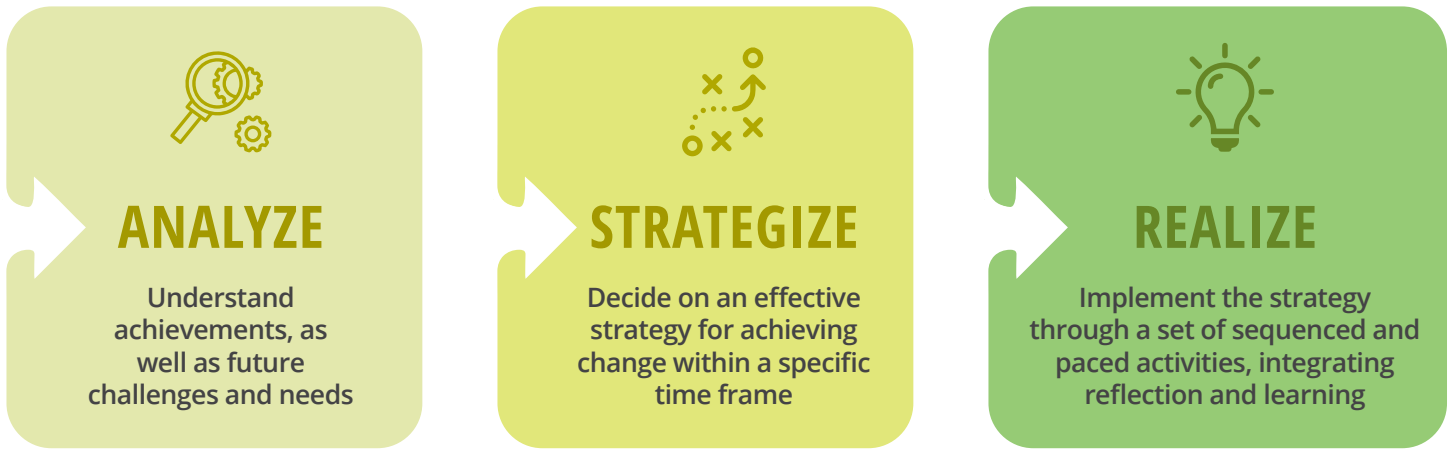 ANALYZE
Understand
achievements, as
well as future
challenges and needs
STRATEGIZE
Decide on an effective
strategy for achieving
change within a specific
time frame
REALIZE
Implement the strategy
through a set of sequenced and
paced activities, integrating
reflection and learning